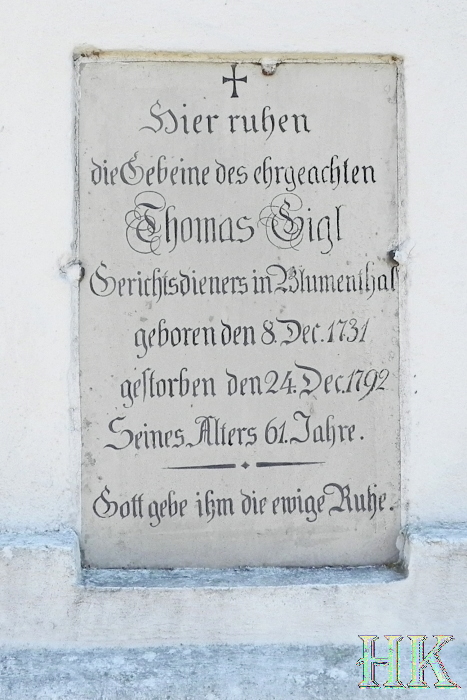 Hier ruhen
die Gebeine des ehrgeachten
Thomas Gigl
Gerichtsdieners in Blumenthal
geboren den 8. Dec. 1731
gestorben den 24. Dec. 1792
Seines Alters 61. Jahre.
Gott gebe ihm die ewige Ruhe.
HK